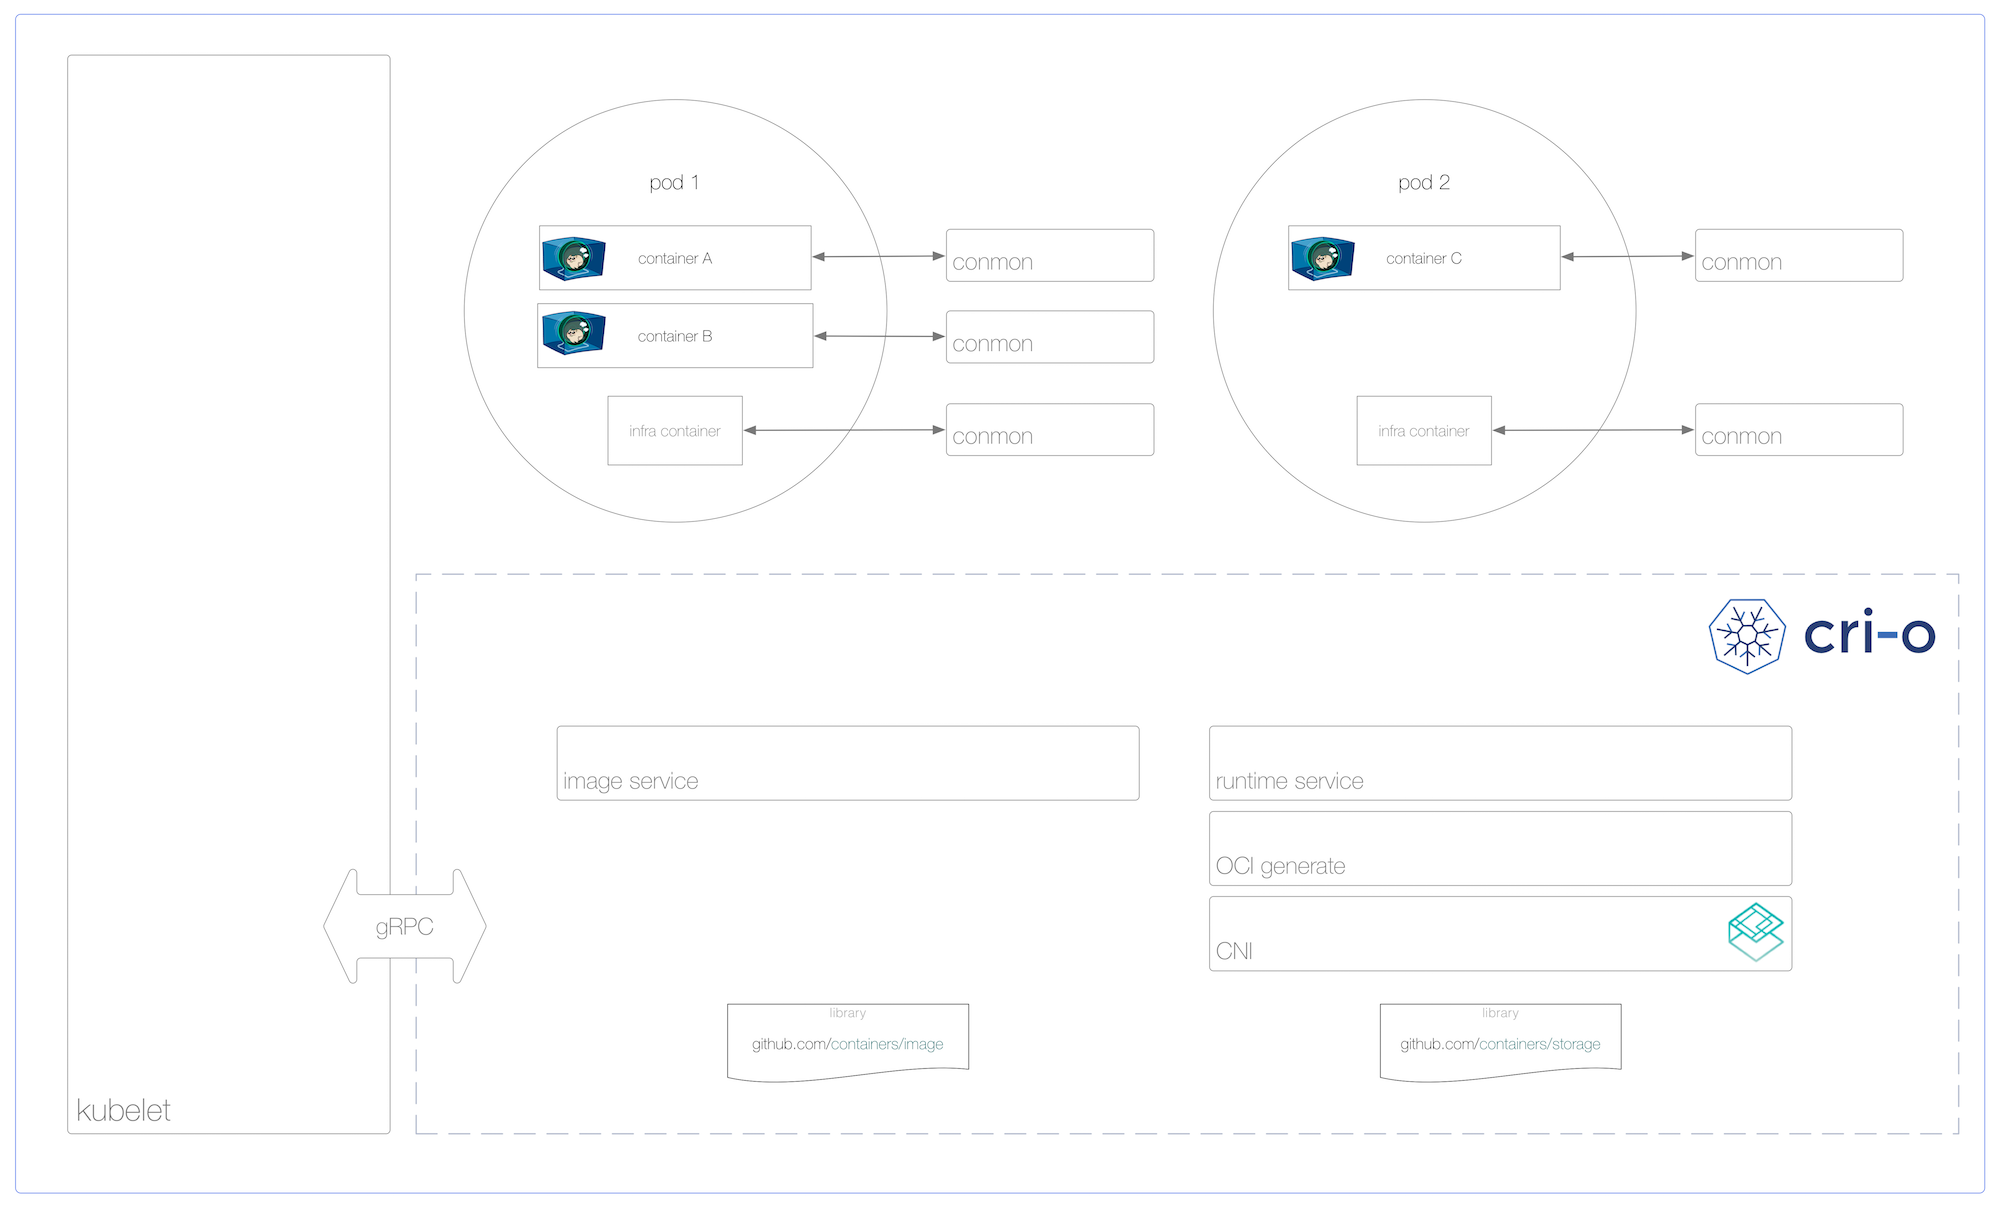 pod 1
container A
conmon
container B
conmon
infra container
conmon
pod 2
container C
conmon
infra container
conmon
cri-o
image service
runtime service
OCI generate
CNI
gRPC
library
github.com/containers/image
library
github.com/containers/storage
kubelet